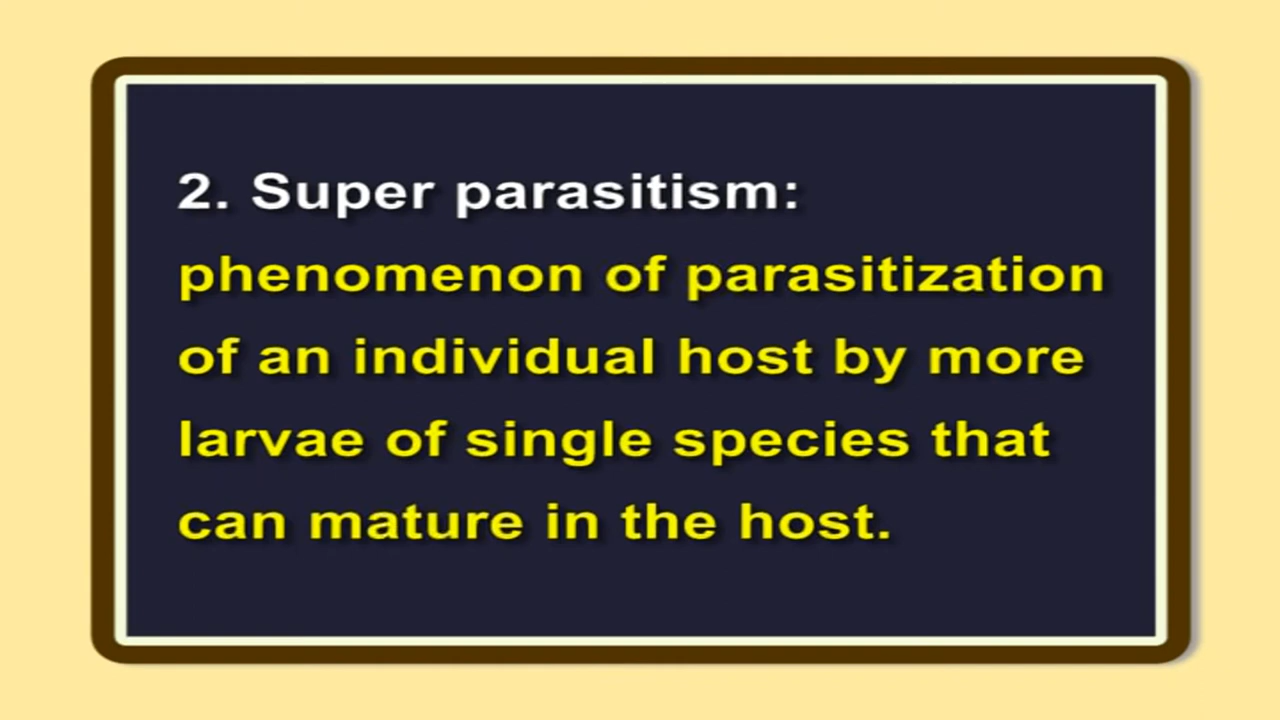 2. Super parasitism:
phenomenon of parasitization
of an individual host by more
larvae of single species that
can mature in the host.